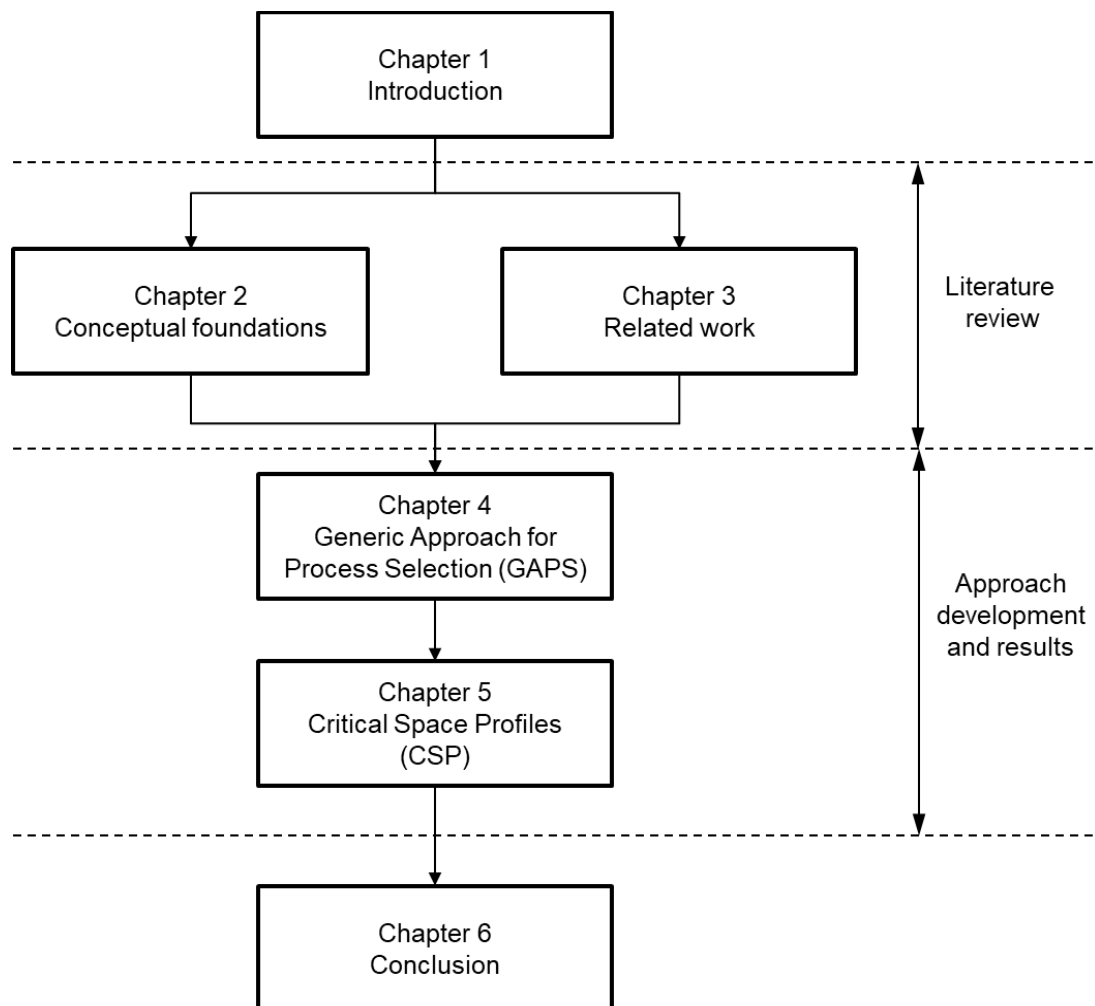 Chapter 1
Introduction
Chapter 2
Conceptual foundations
Chapter 3
Related work
Literature
review
Chapter 4
Generic Approach for
Process Selection (GAPS)
Approach
development
and results
Chapter 5
Critical Space Profiles
(CSP)
Chapter 6
Conclusion